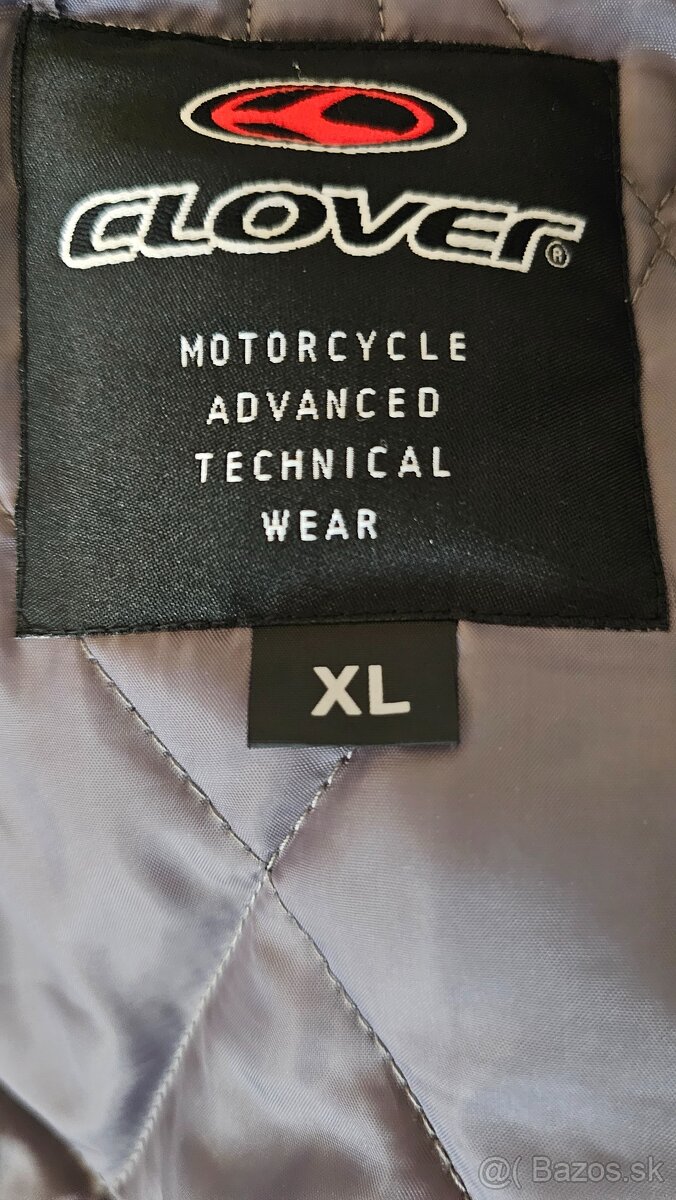 CLOVER®
MOTORCYCLE
ADVANCED
TECHNICAL
WEAR
XL
@( Bazos.sk